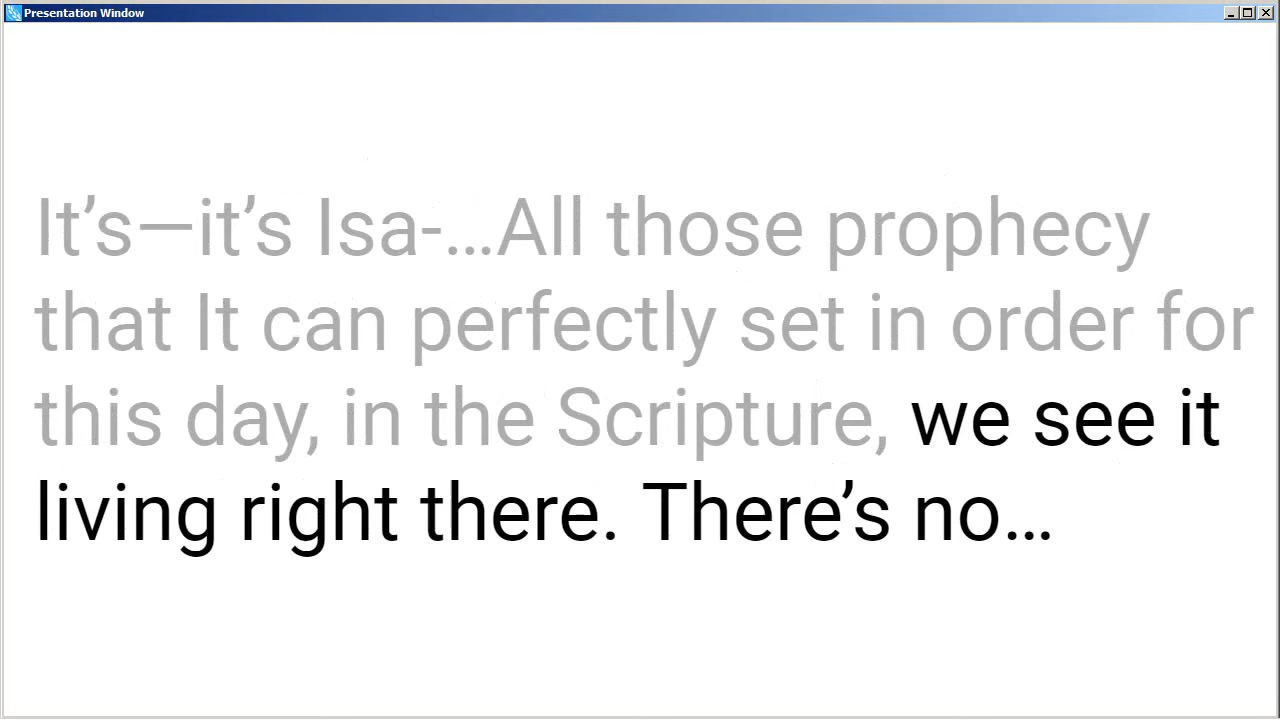 Presentation Window
It’s—it’s Isa-…All those prophecy
that It can perfectly set in order for
this day, in the Scripture, we see it
living right there. There’s no…